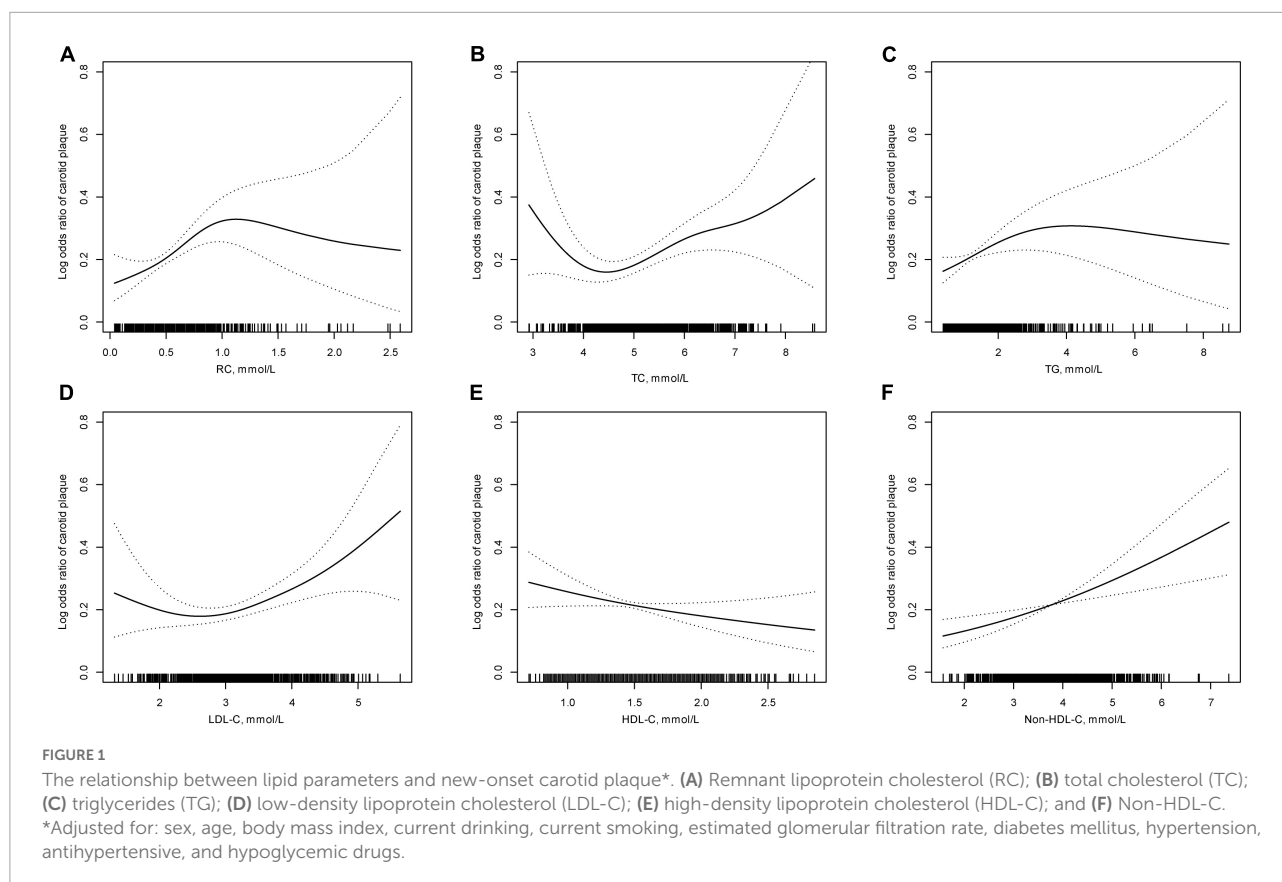 A
B
C
Log odds ratio of carotid plaque
0.0 0.2 0.4 0.6 0.8
0.0 0.5 1.0 1.5 2.0 2.5
RC, mmol/L
Log odds ratio of carotid plaque
0.0 0.2 0.4 0.6 0.8
3 4 5 6 7 8
TC, mmol/L
Log odds ratio of carotid plaque
0.0 0.2 0.4 0.6 0.8
2 4 6 8
TG, mmol/L
D
E
F
Log odds ratio of carotid plaque
0.0 0.2 0.4 0.6 0.8
2 3 4 5
LDL-C, mmol/L
Log odds ratio of carotid plaque
0.0 0.2 0.4 0.6 0.8
1.0 1.5 2.0 2.5
HDL-C, mmol/L
Log odds ratio of carotid plaque
0.0 0.2 0.4 0.6 0.8
2 3 4 5 6 7
Non-HDL-C, mmol/L
FIGURE 1
The relationship between lipid parameters and new-onset carotid plaque*. (A) Remnant lipoprotein cholesterol (RC); (B) total cholesterol (TC);
(C) triglycerides (TG); (D) low-density lipoprotein cholesterol (LDL-C); (E) high-density lipoprotein cholesterol (HDL-C); and (F) Non-HDL-C.
*Adjusted for: sex, age, body mass index, current drinking, current smoking, estimated glomerular filtration rate, diabetes mellitus, hypertension,
antihypertensive, and hypoglycemic drugs.